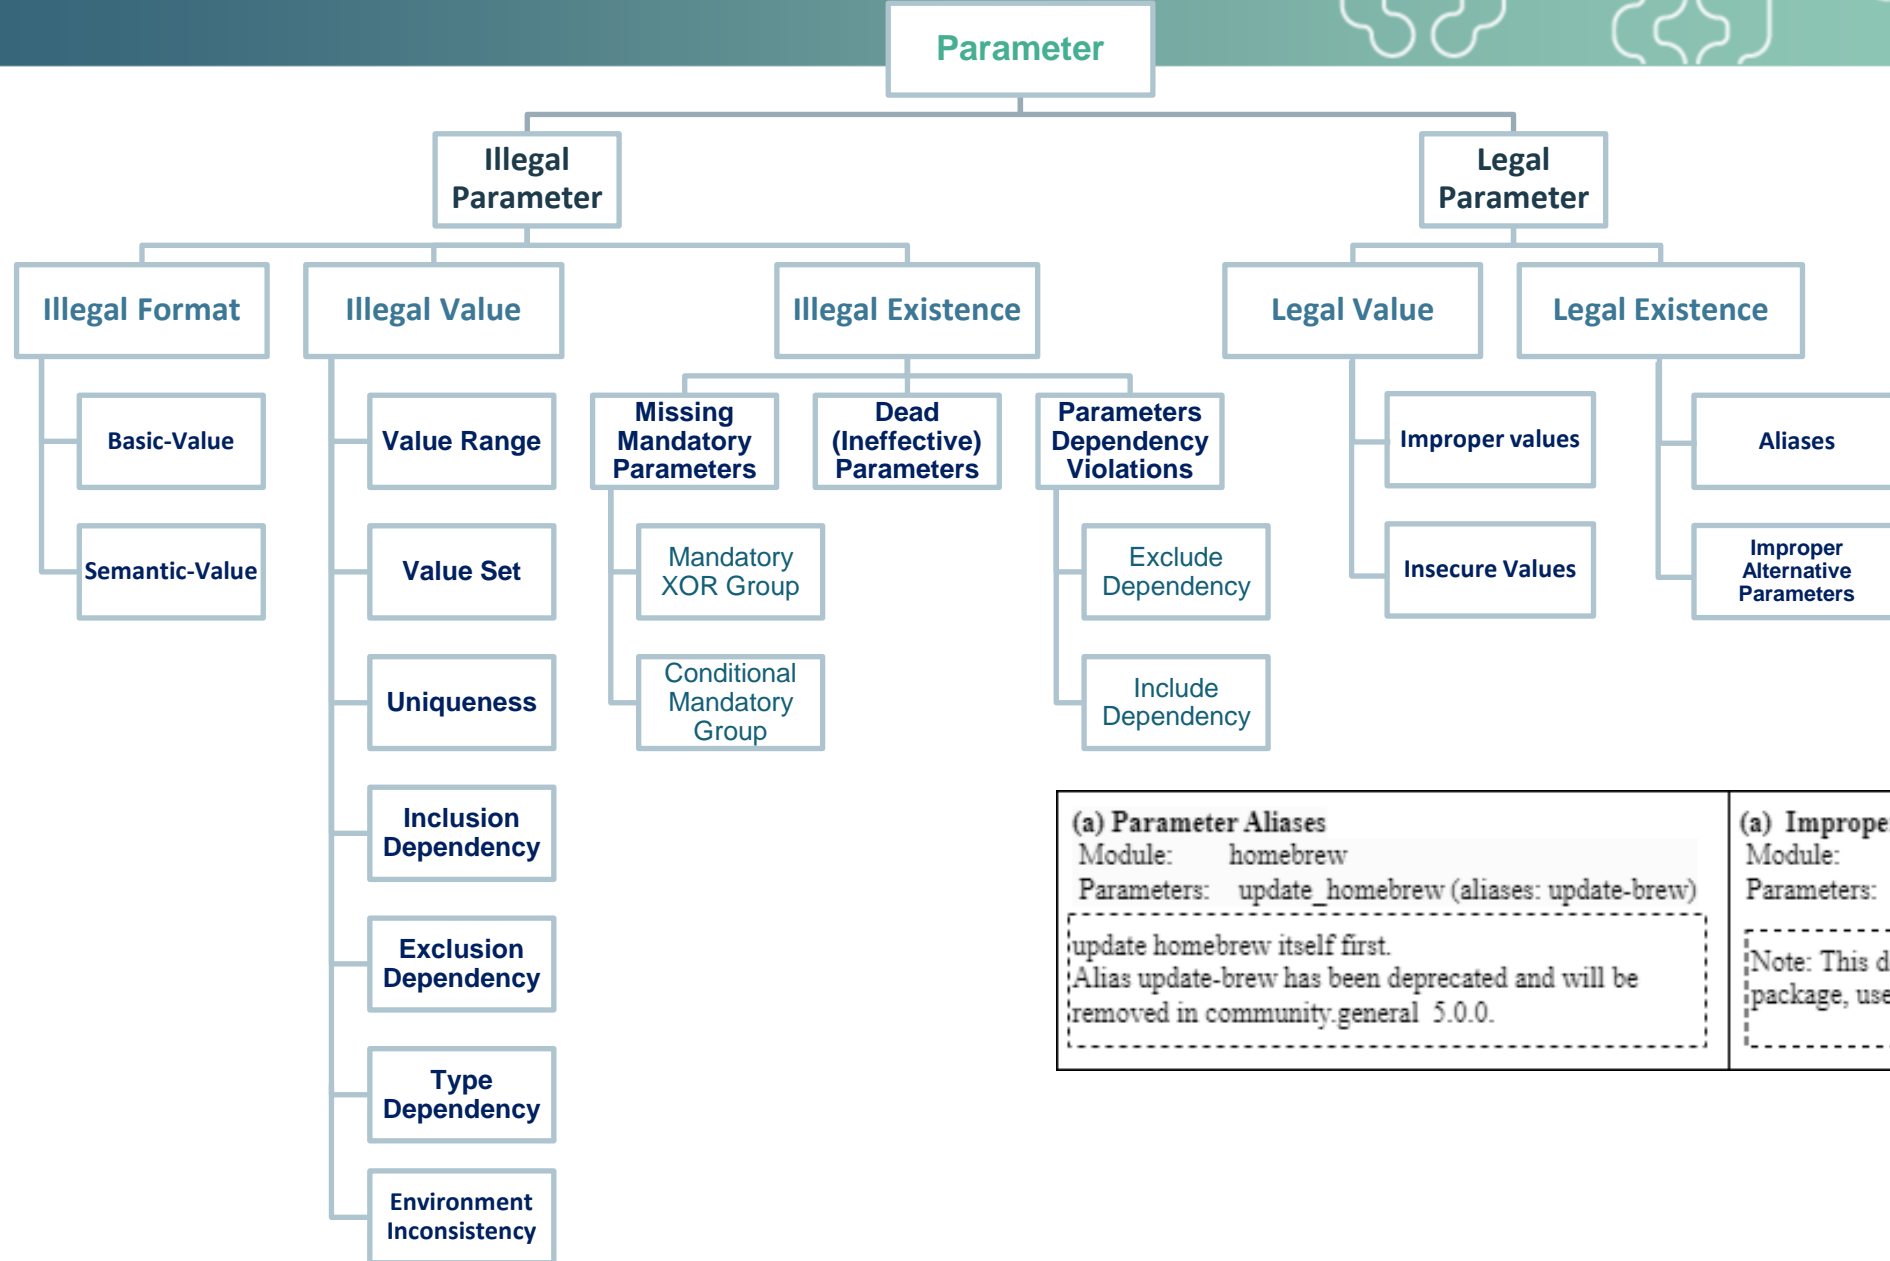 Parameter
Illegal
Parameter
Legal
Parameter
Illegal Format
Illegal Value
Illegal Existence
Legal Value
Legal Existence
Basic-Value
Semantic-Value
Value Range
Value Set
Uniqueness
Inclusion
Dependency
Exclusion
Dependency
Type
Dependency
Environment
Inconsistency
Missing
Mandatory
Parameters
Mandatory
XOR Group
Conditional
Mandatory
Group
Dead
(Ineffective)
Parameters
Parameters
Dependency
Violations
Exclude
Dependency
Include
Dependency
Improper values
Insecure Values
Aliases
Improper
Alternative
Parameters
(a) Parameter Aliases
Module: homebrew
Parameters: update_homebrew (aliases: update-brew)
update homebrew itself first.
Alias update-brew has been deprecated and will be
removed in community.general 5.0.0.
(a)
Module:
Parameters:
Note: This
package, use